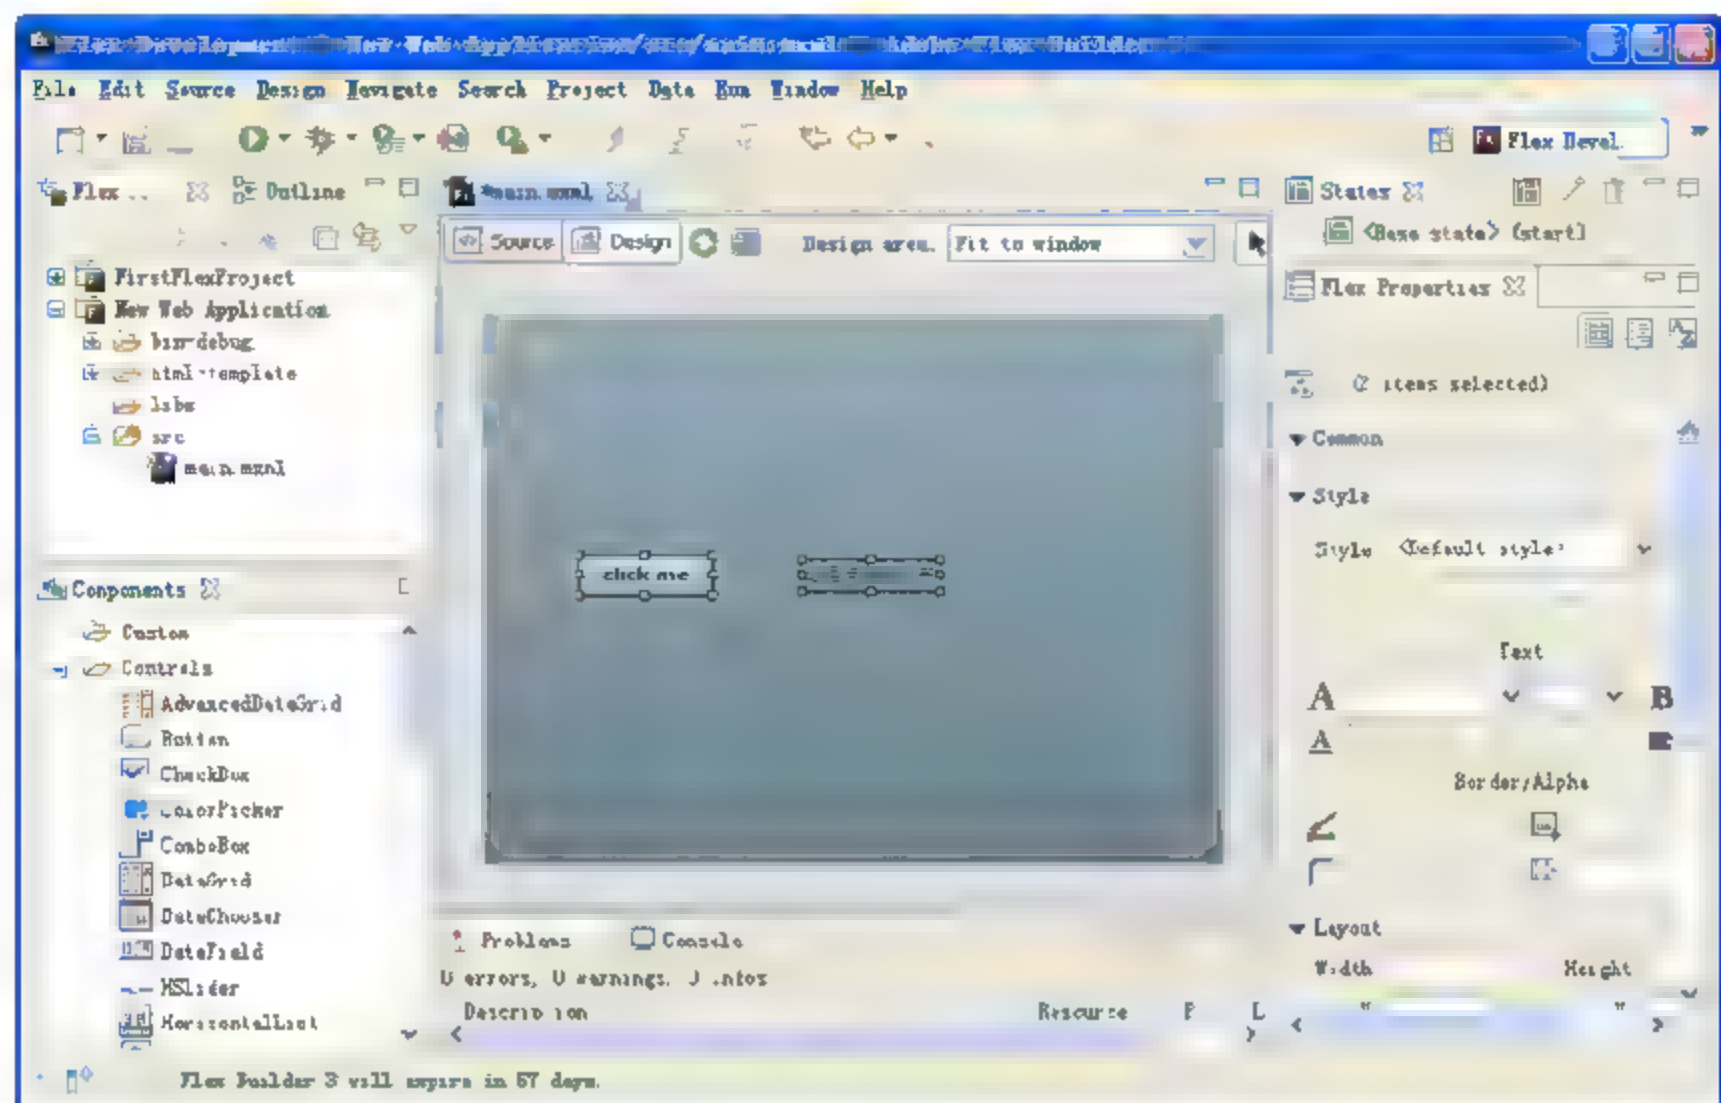 File Edit Source Design Navigate Search Project Data Run Window Help
Flex Devel.
Flex .. Outline
*main.mxml
States
Source Design Design area: Fit to window
<Base state> (start)
FirstFlexProject
Flex Properties
New Web Application
bin-debug
html-template
(2 items selected)
libs
src
Common
main.mxml
Style
Style <Default style>
click me
Components
Custom
Text
Controls
AdvancedDataGrid
A B
Button
A
CheckBox
Border/Alpha
ColorPicker
ComboBox
DataGrid
DateChooser
Layout
Problems Console
DateField
Width Height
0 errors, 0 warnings, 0 infos
HSlider
Description Resource P L
HorizontalList
Flex Builder 3 will expire in 57 days.